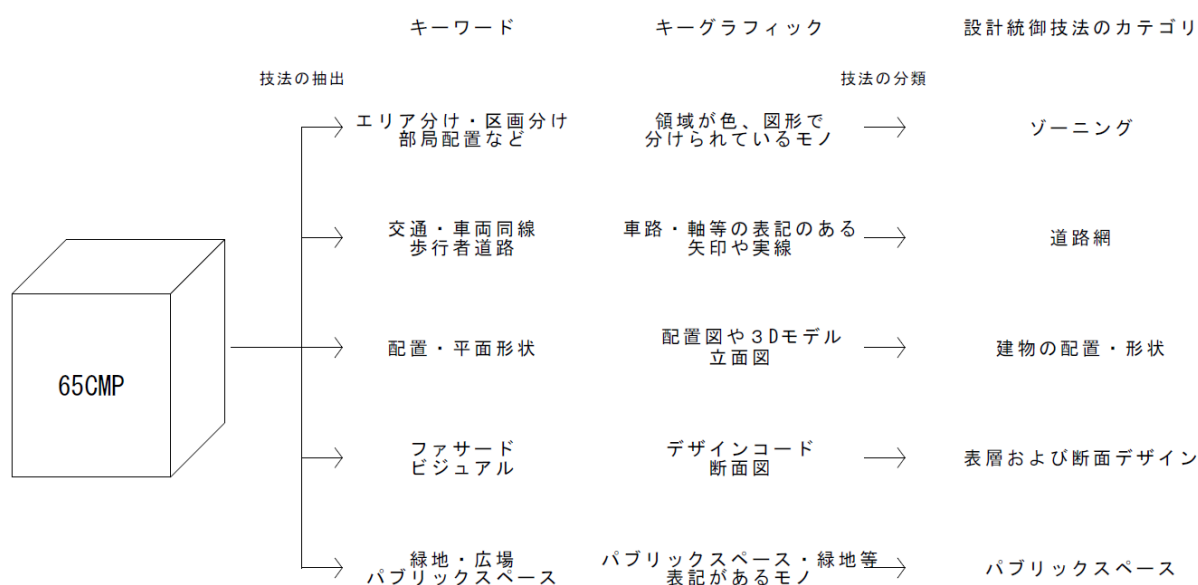 キーワード
キーグラフィック
設計統御技法のカテゴリ
技法の抽出
技法の分類
エリア分け・区画分け
部局配置など
領域が色、図形で
分けられているモノ
ゾーニング
交通・車両同線
歩行者道路
車路・軸等の表記のある
矢印や実線
道路網
65CMP
配置・平面形状
配置図や３Dモデル
立面図
建物の配置・形状
ファサード
ビジュアル
デザインコード
断面図
表層および断面デザイン
緑地・広場
パブリックスペース
パブリックスペース・緑地等
表記があるモノ
パブリックスペース